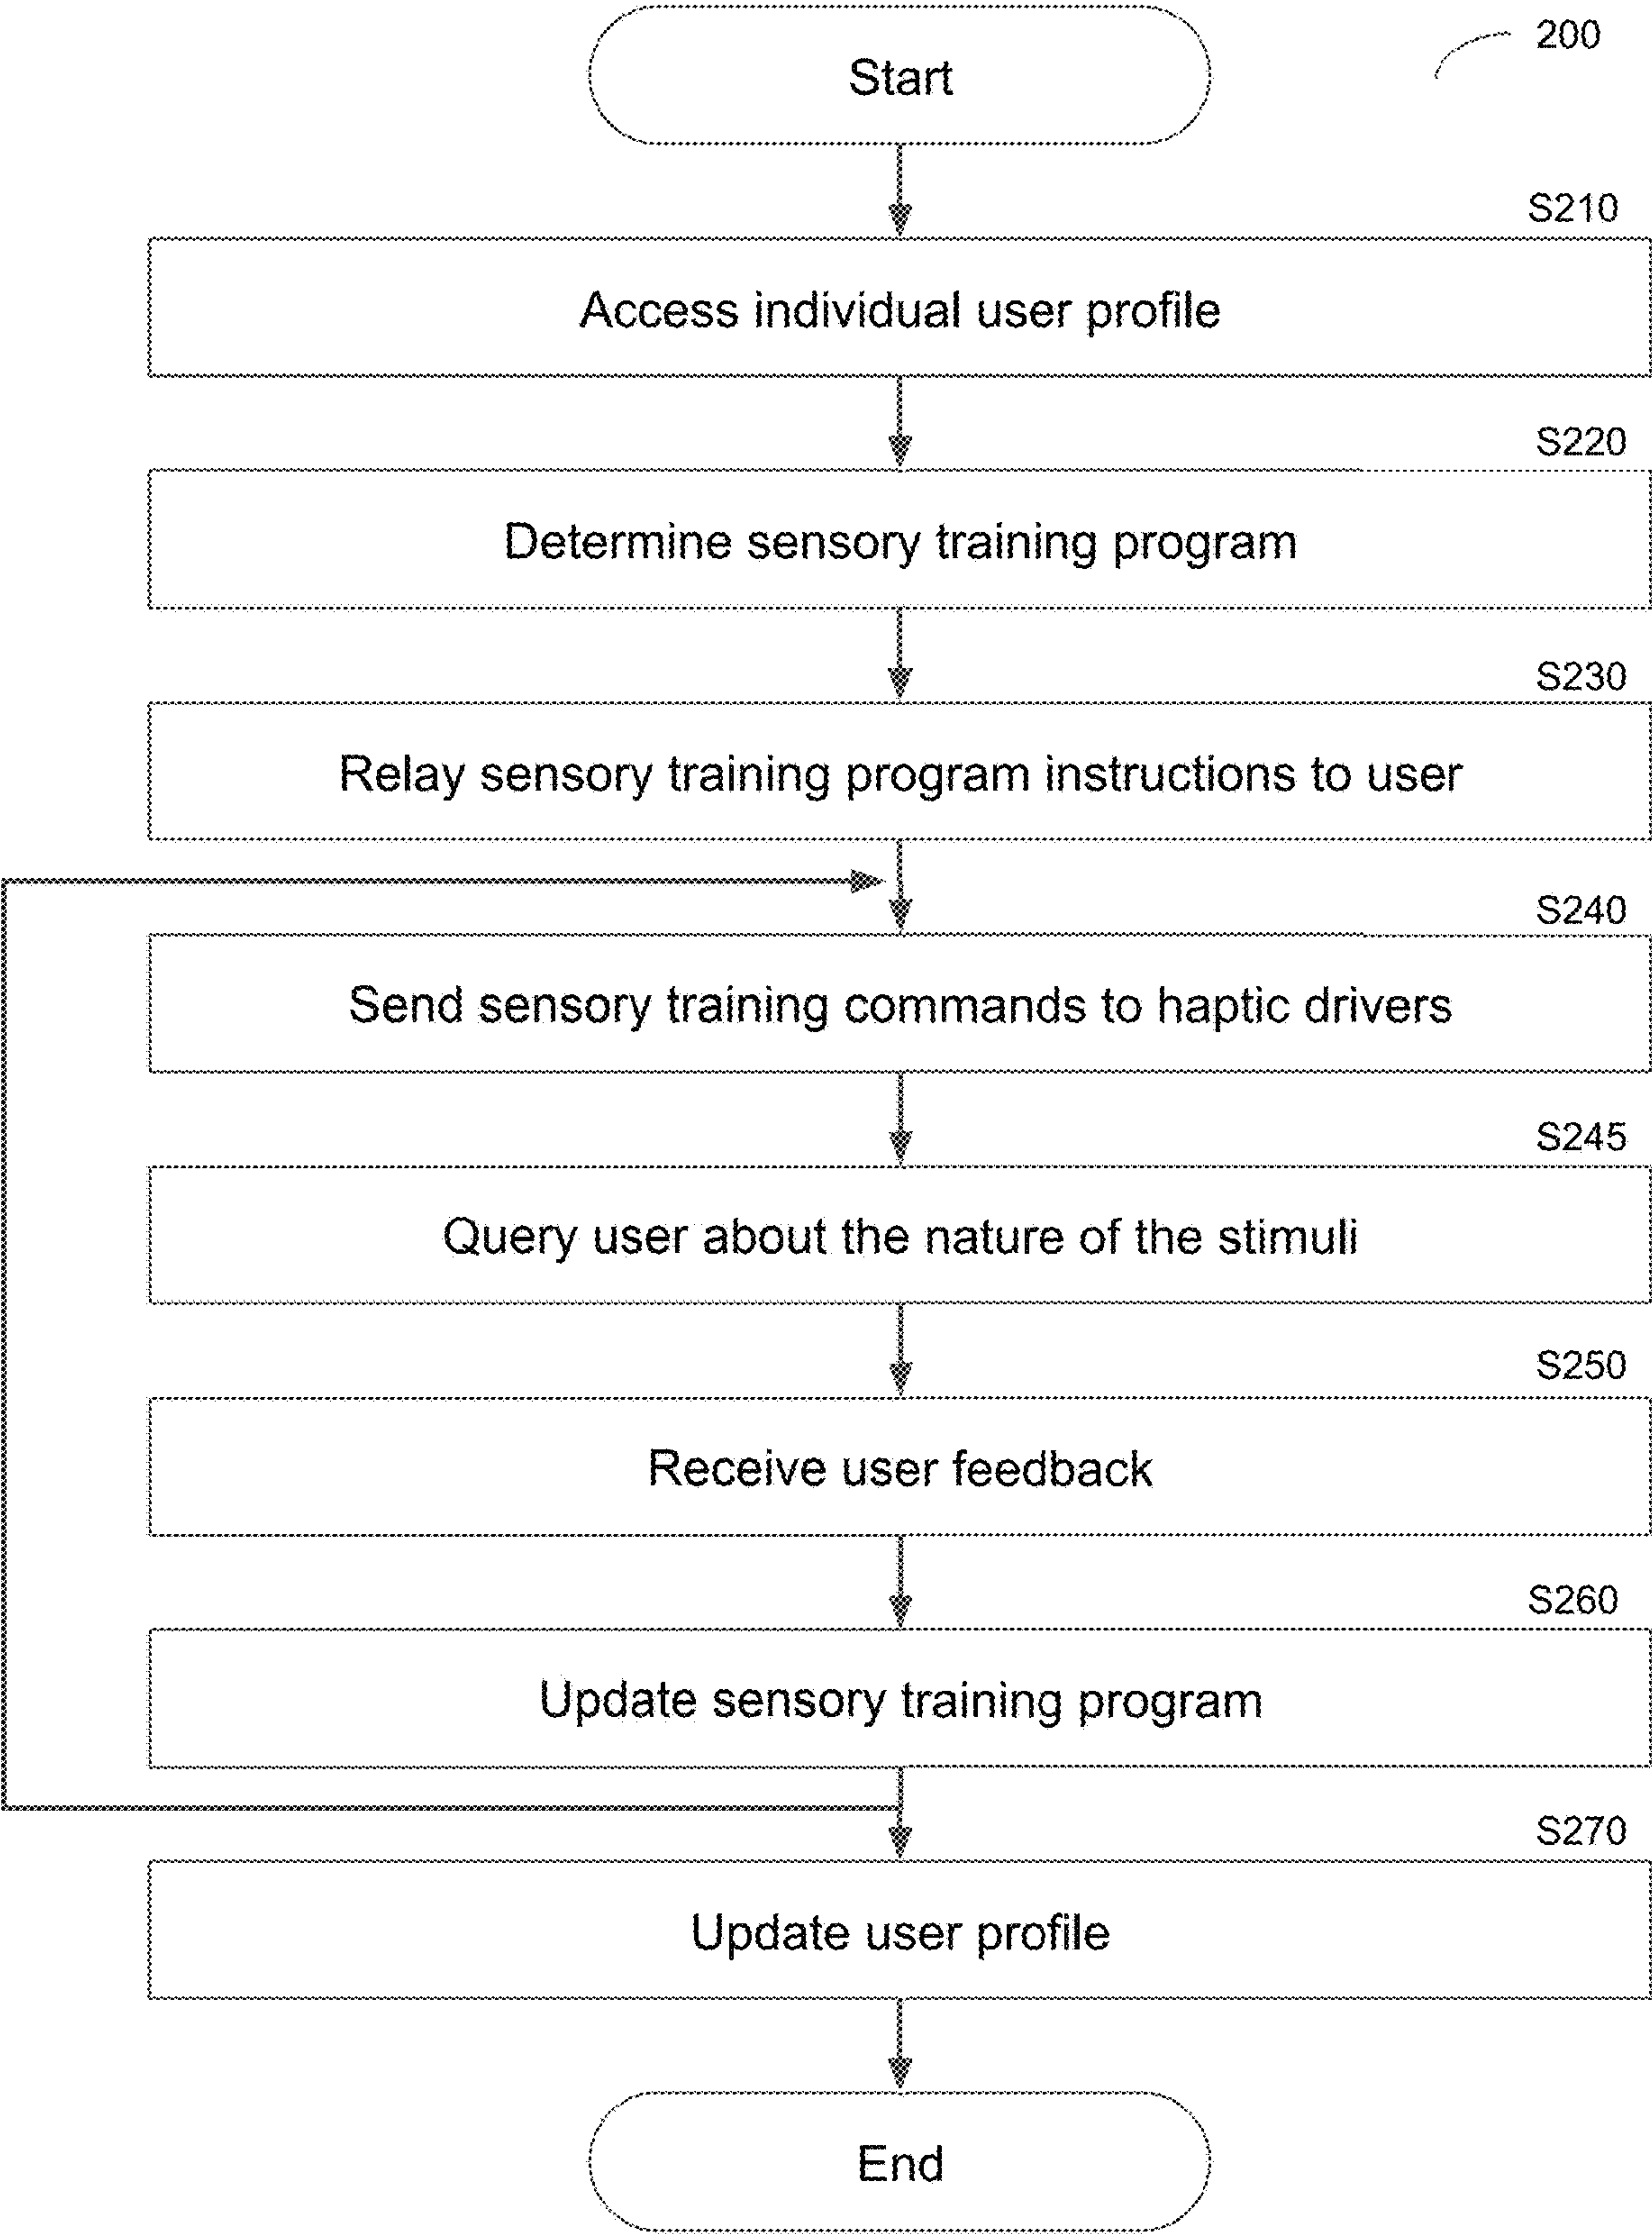 200
Start
S210
Access individual user profile
S220
Determine sensory training program
S230
Relay sensory training program instructions to user
S240
Send sensory training commands to haptic drivers
S245
Query user about the nature of the stimuli
S250
Receive user feedback
S260
Update sensory training program
S270
Update user profile
End